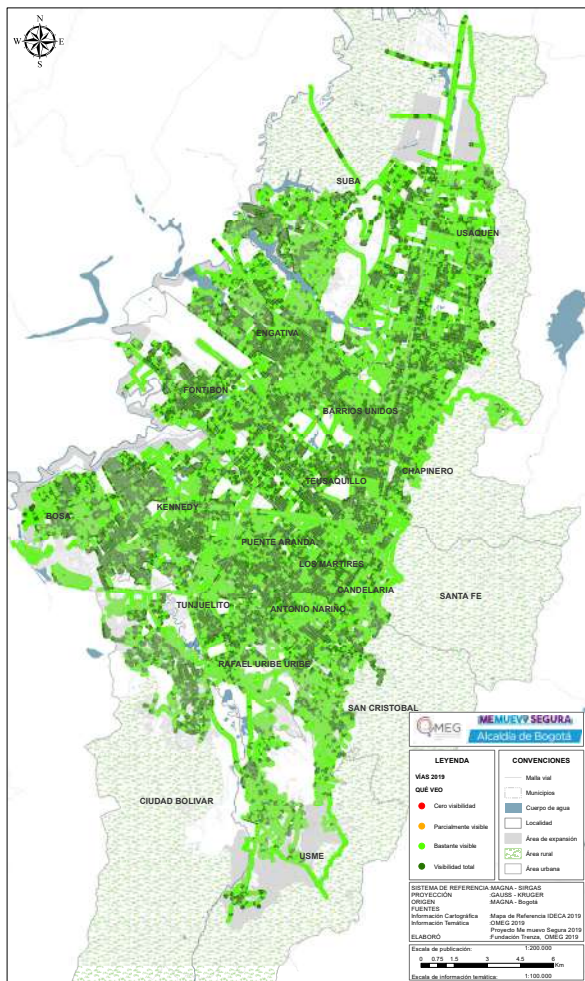 N
W E
S
SUBA
USAQUÉN
ENGATIVA
FONTIBÓN
BARRIOS UNIDOS
CHAPINERO
TEUSAQUILLO
KENNEDY
BOSA
PUENTE ARANDA
LOS MARTIRES
CANDELARIA
SANTA FE
TUNJUELITO
ANTONIO NARIÑO
RAFAEL URIBE URIBE
SAN CRISTOBAL
CIUDAD BOLIVAR
USME
OMEG
ME MUEVO SEGURA
Alcaldía de Bogotá
LEYENDA
VÍAS 2019
QUÉ VEO
Cero visibilidad
Parcialmente visible
Bastante visible
Visibilidad total
CONVENCIONES
Malla vial
Municipios
Cuerpo de agua
Localidad
Área de expansión
Área rural
Área urbana
SISTEMA DE REFERENCIA:MAGNA - SIRGAS
PROYECCIÓN :GAUSS - KRUGER
ORIGEN :MAGNA - Bogotá
FUENTES
Información Cartográfica :Mapa de Referencia IDECA 2019
Información Temática :OMEG 2019
Proyecto Me muevo Segura 2019
ELABORÓ :Fundación Trenza, OMEG 2019
Escala de publicación: 1:200.000
0 0.75 1.5 3 4.5 6
Km
Escala de información temática: 1:100.000